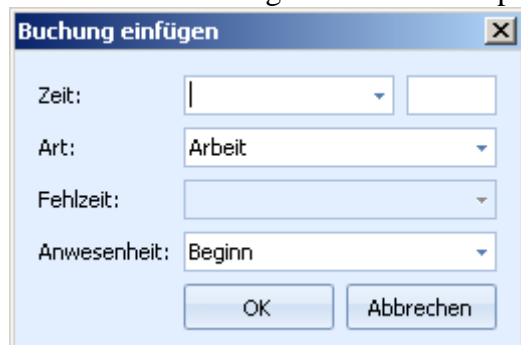 Buchung einfügen
Zeit:
Art: Arbeit
Fehlzeit:
Anwesenheit: Beginn
OK Abbrechen